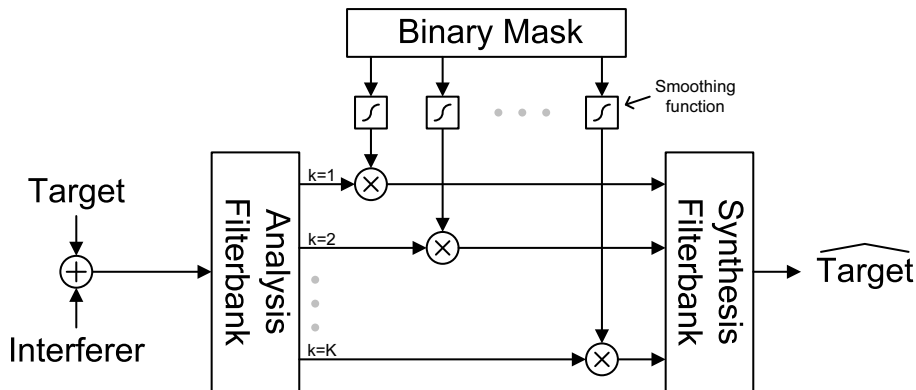 Binary Mask
Smoothing
function
Target
Interferer
Analysis
Filterbank
k=1
k=2
k=K
Synthesis
Filterbank
Target